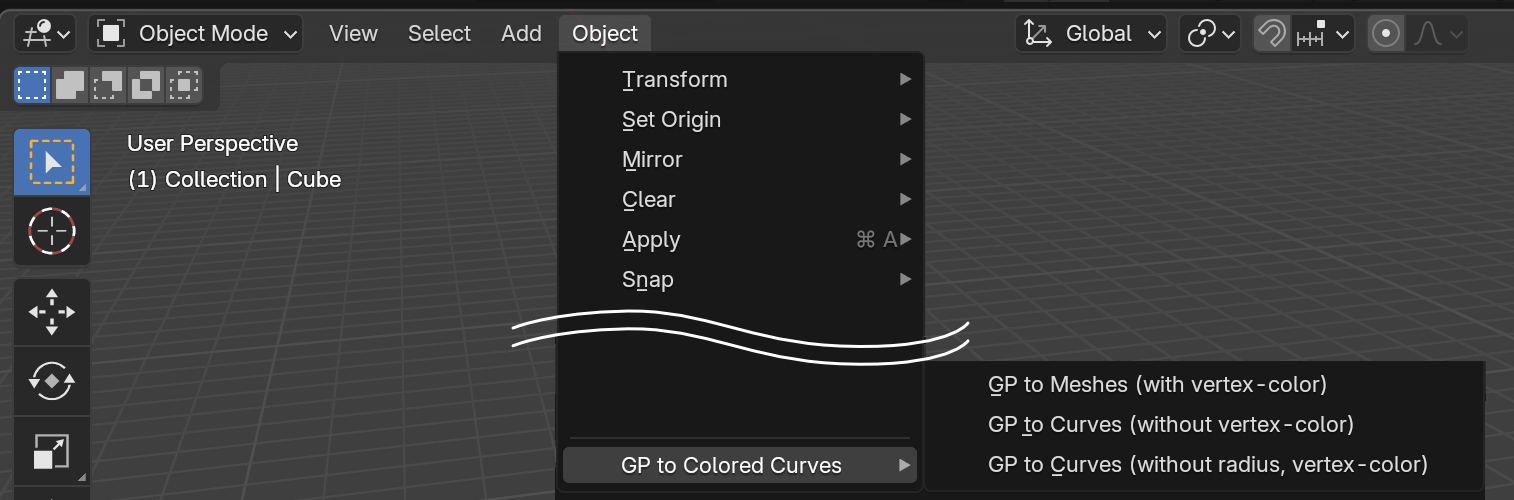 Object Mode View Select Add Object Global
User Perspective
(1) Collection | Cube
Transform
Set Origin
Mirror
Clear
Apply ⌘ A
Snap
GP to Colored Curves
GP to Meshes (with vertex-color)
GP to Curves (without vertex-color)
GP to Curves (without radius, vertex-color)